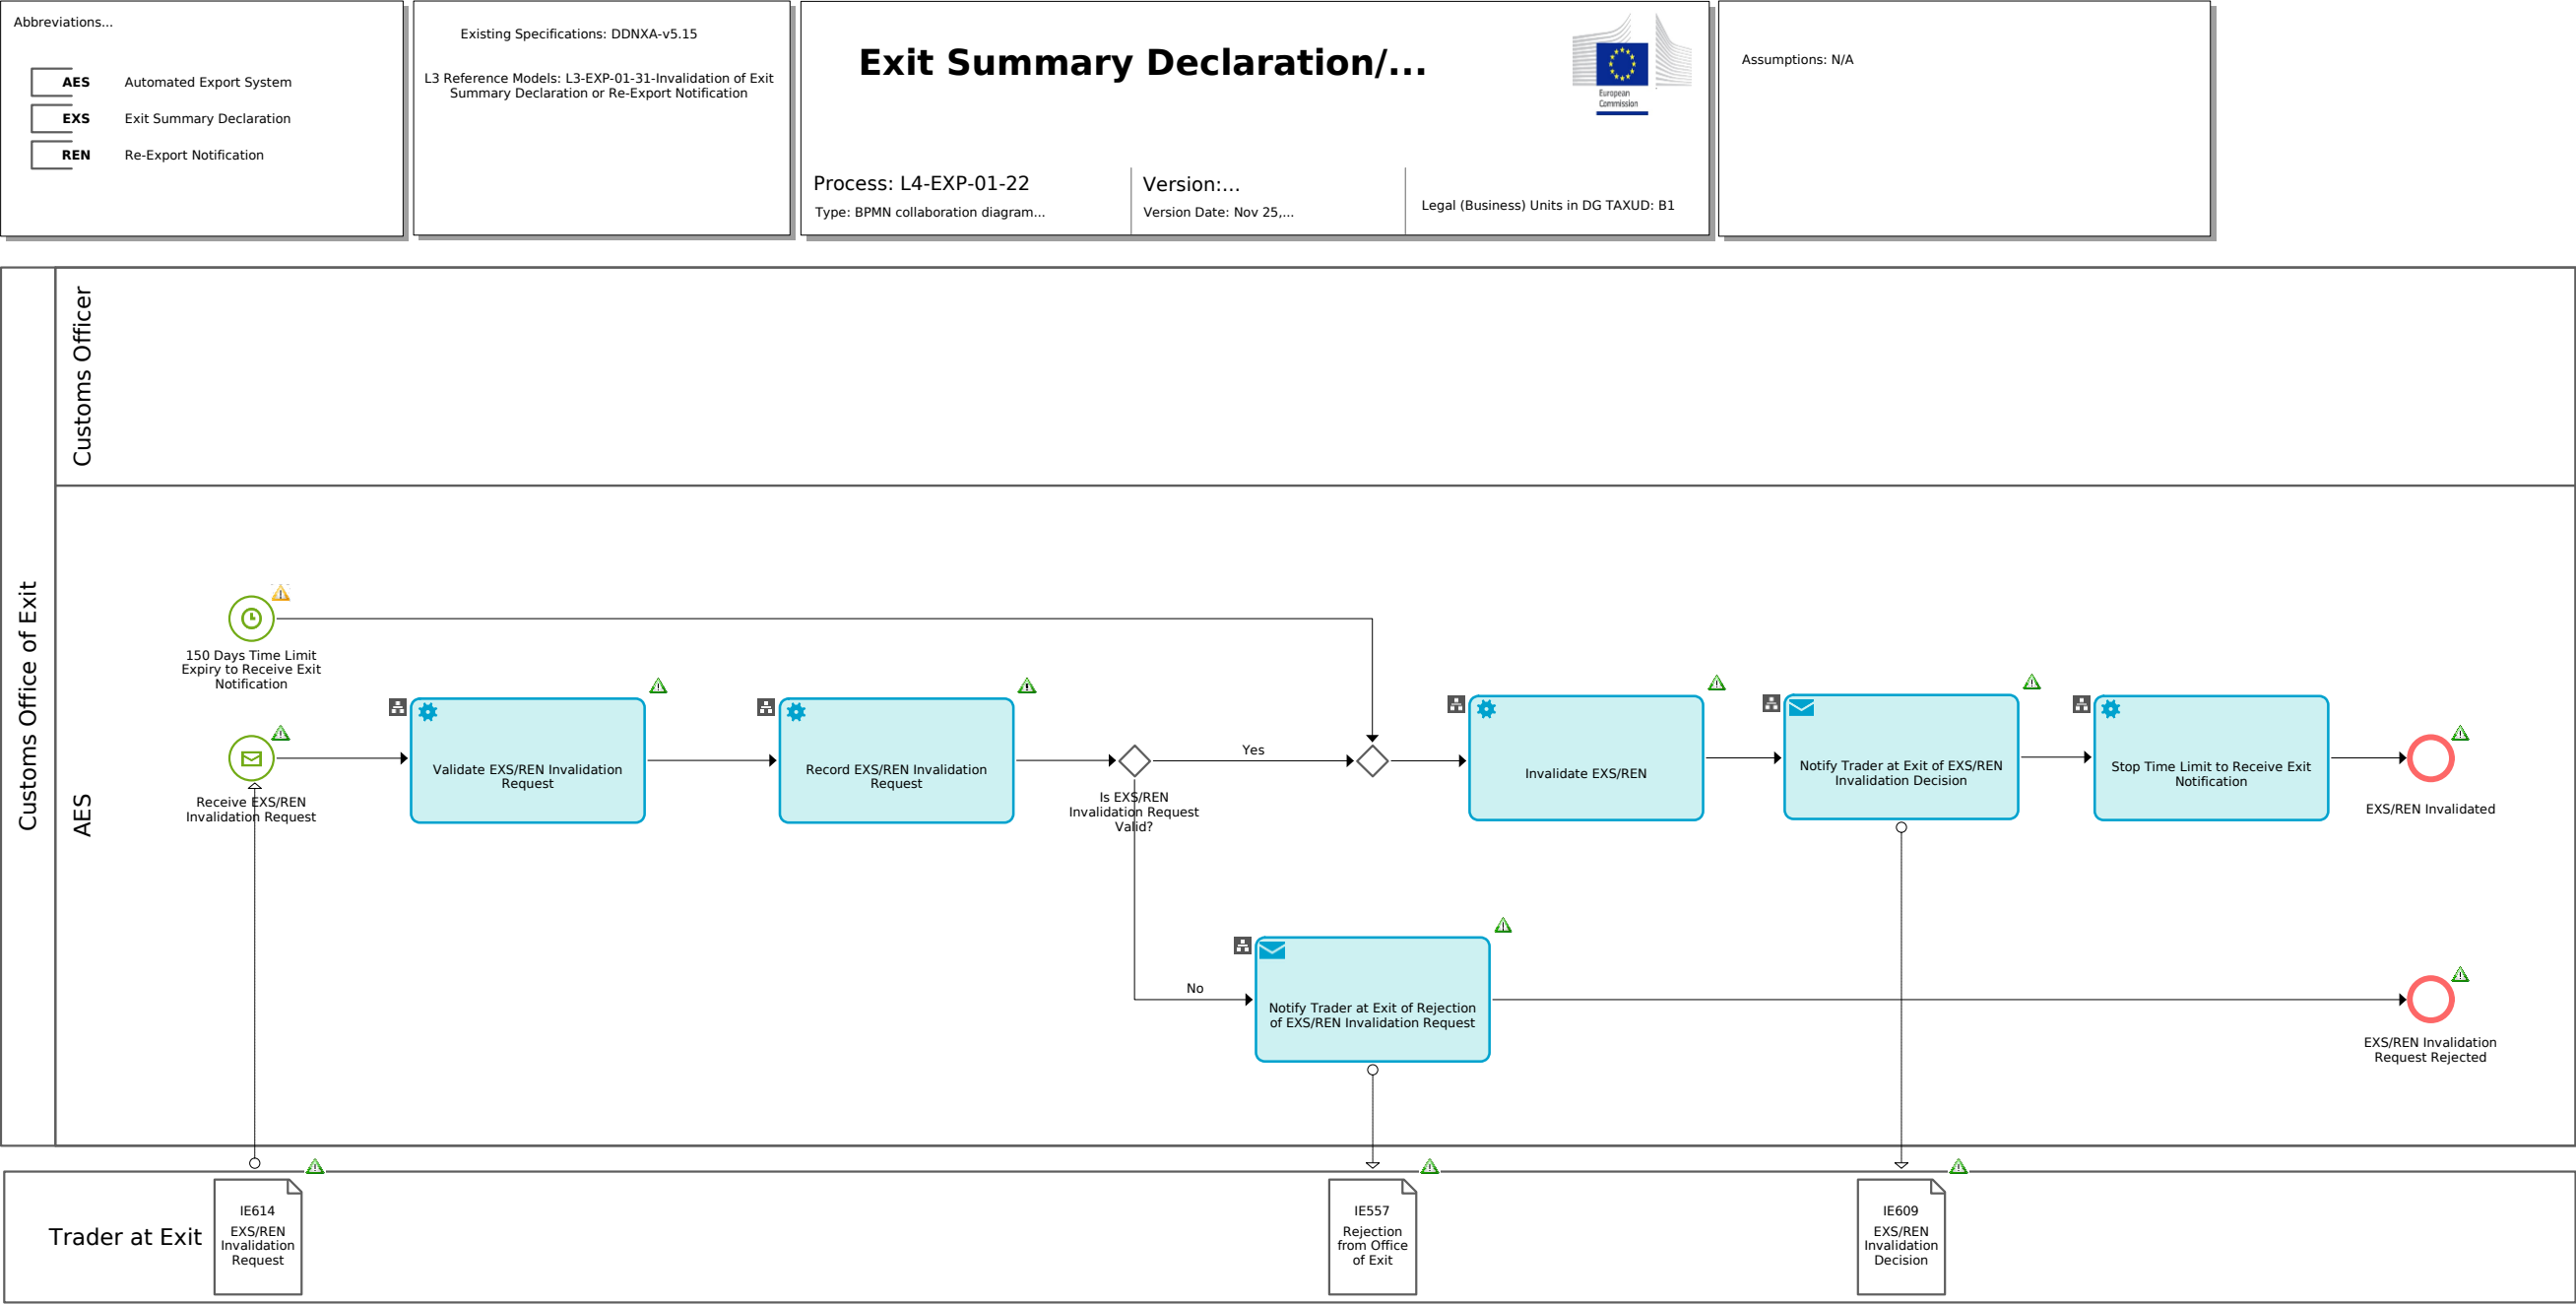 Abbreviations...
AES Automated Export System
EXS Exit Summary Declaration
REN Re-Export Notification
Existing Specifications: DDNXA-v5.15
L3 Reference Models: L3-EXP-01-31-Invalidation of Exit
Summary Declaration or Re-Export Notification
Exit Summary Declaration/...
European
Commission
Process: L4-EXP-01-22
Type: BPMN collaboration diagram...
Version:...
Version Date: Nov 25,...
Legal (Business) Units in DG TAXUD: B1
Assumptions: N/A
Customs Office of Exit
Customs Officer
AES
150 Days Time Limit
Expiry to Receive Exit
Notification
Receive EXS/REN
Invalidation Request
Validate EXS/REN Invalidation
Request
Record EXS/REN Invalidation
Request
Is EXS/REN
Invalidation Request
Valid?
Yes
No
Invalidate EXS/REN
Notify Trader at Exit of EXS/REN
Invalidation Decision
Stop Time Limit to Receive Exit
Notification
EXS/REN Invalidated
Notify Trader at Exit of Rejection
of EXS/REN Invalidation Request
EXS/REN Invalidation
Request Rejected
Trader at Exit
IE614
EXS/REN
Invalidation
Request
IE557
Rejection
from Office
of Exit
IE609
EXS/REN
Invalidation
Decision